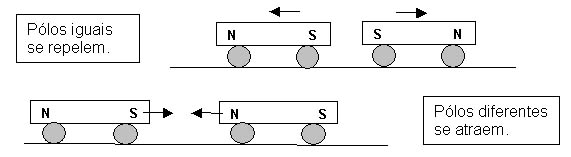 Pólos iguais
se repelem.
N S S N
N S N S
Pólos diferentes
se atraem.